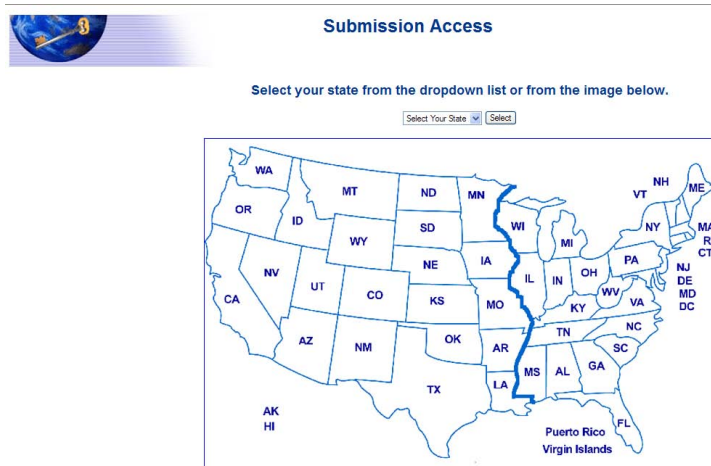 Submission Access
Select your state from the dropdown list or from the image below.
Select Your State Select
WA
MT
ND
MN
NH
ME
VT
OR
ID
SD
WI
NY
MA
MI
WY
R
CT
NE
IA
PA
NV
UT
CO
IL
IN
OH
NJ
DE
MD
DC
WV
VA
CA
KS
MO
KY
NC
TN
AZ
NM
OK
AR
SC
MS
AL
GA
TX
LA
AK
HI
FL
Puerto Rico
Virgin Islands